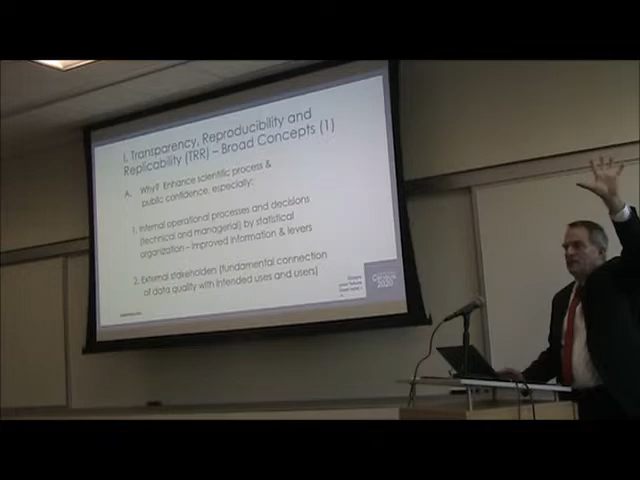 I. Transparency, Reproducibility and
Replicability (TRR) – Broad Concepts (1)
A. Why? Enhance scientific process &
public confidence, especially:
1. Internal operational processes and decisions
(technical and managerial) by statistical
organization – improved information & levers
2. External stakeholders (fundamental connection
of data quality with intended uses and users)
Census
2020